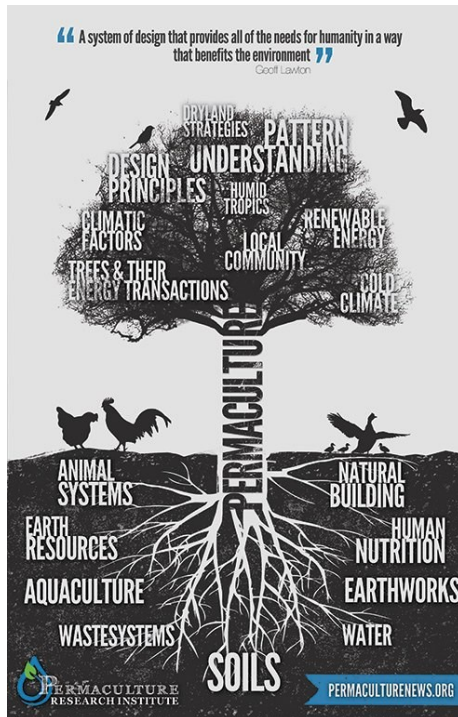 “ A system of design that provides all of the needs for humanity in a way
that benefits the environment ”
Geoff Lawton
DRYLAND
STRATEGIES
PATTERN
UNDERSTANDING
DESIGN
PRINCIPLES
HUMID
TROPICS
CLIMATIC
FACTORS
RENEWABLE
ENERGY
LOCAL
COMMUNITY
TREES & THEIR
ENERGY TRANSACTIONS
COLD
CLIMATE
PERMACULTURE
ANIMAL
SYSTEMS
NATURAL
BUILDING
EARTH
RESOURCES
HUMAN
NUTRITION
AQUACULTURE
EARTHWORKS
WASTESYSTEMS
WATER
SOILS
PERMACULTURE
RESEARCH INSTITUTE
PERMACULTURENEWS.ORG